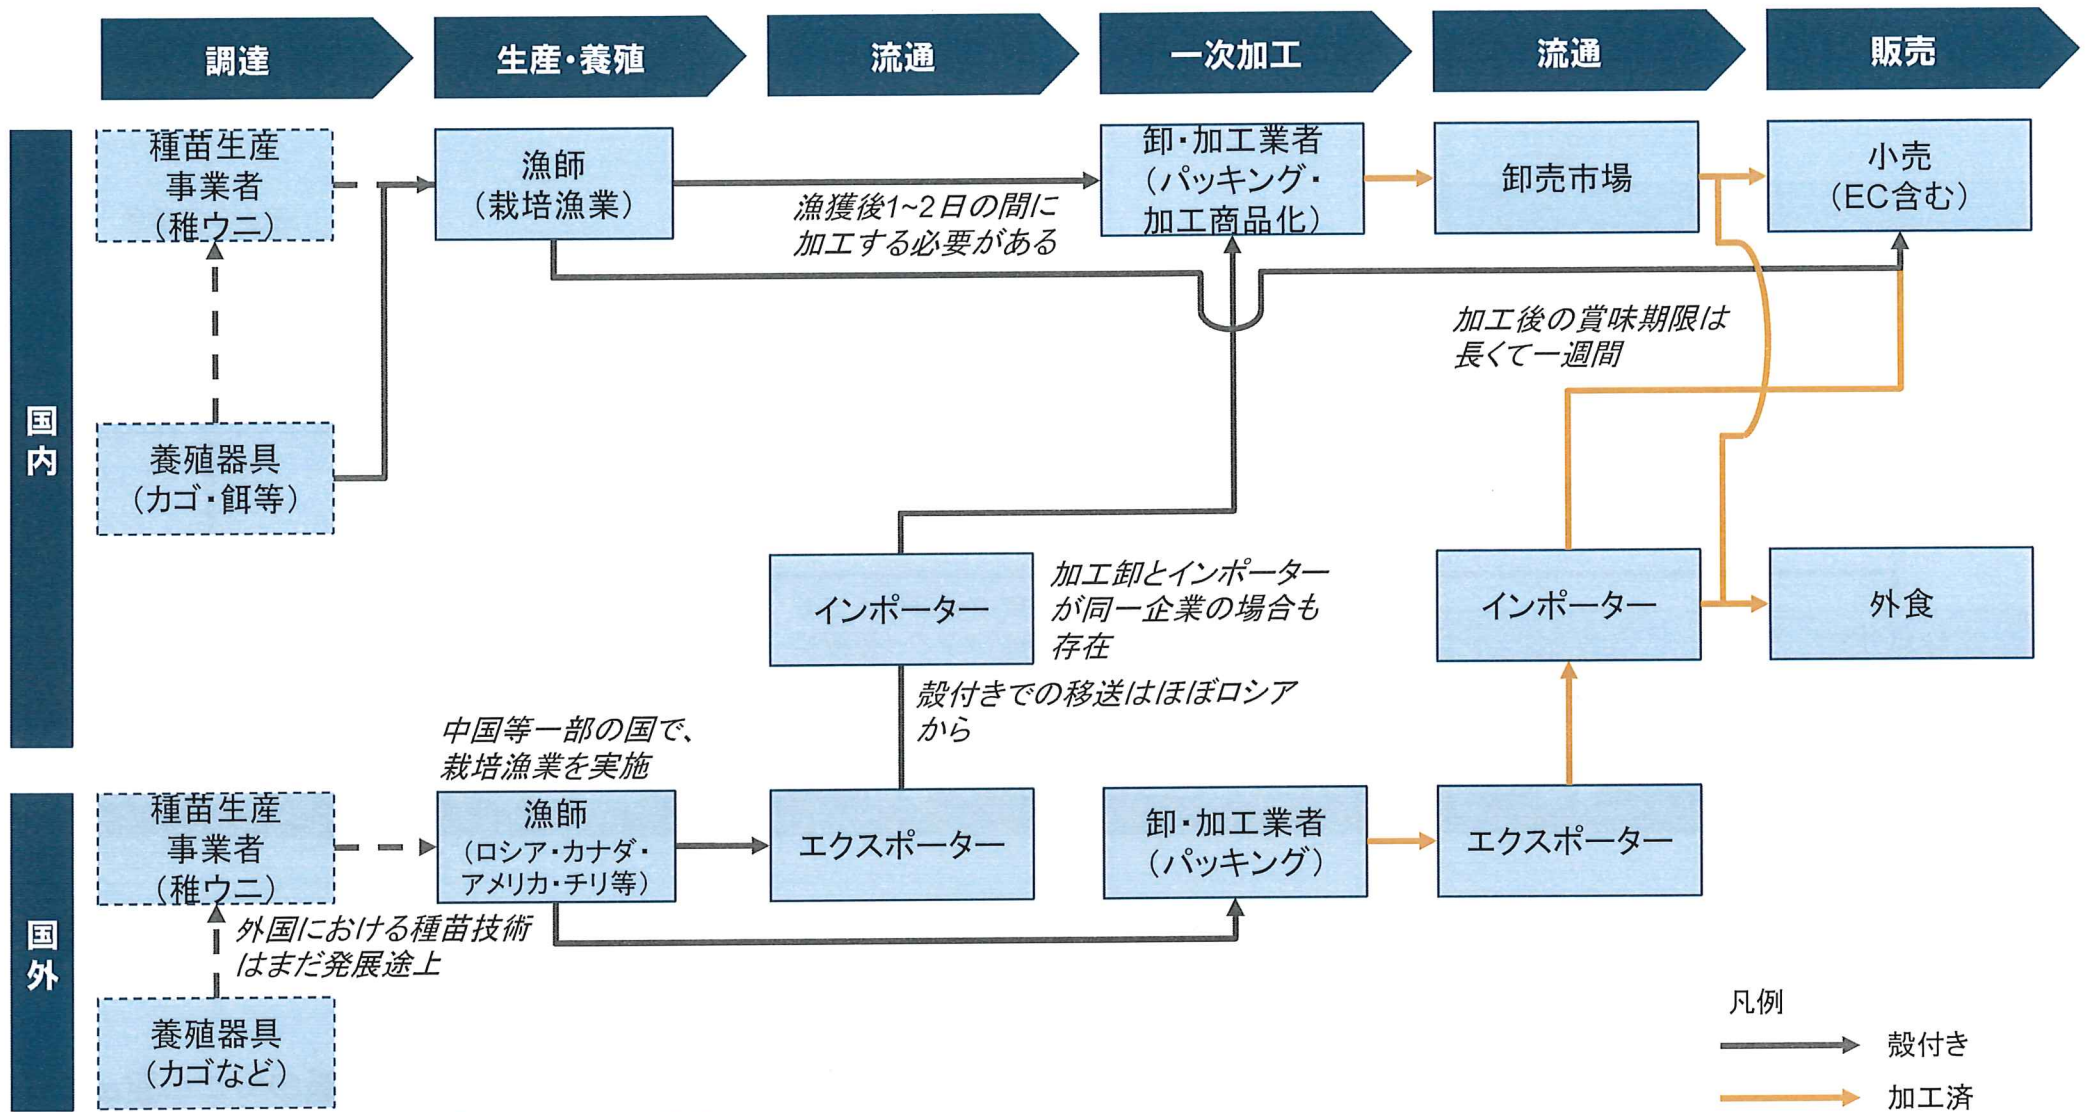 調達
生産・養殖
流通
一次加工
流通
販売
国内
種苗生産
事業者
（稚ウニ）
漁師
（栽培漁業）
卸・加工業者
（パッキング・
加工商品化）
卸売市場
小売
（EC含む）
漁獲後1~2日の間に
加工する必要がある
加工後の賞味期限は
長くて一週間
養殖器具
（カゴ・餌等）
インポーター
加工卸とインポーター
が同一企業の場合も
存在
インポーター
外食
殻付きでの移送はほぼロシア
から
国外
中国等一部の国で、
栽培漁業を実施
種苗生産
事業者
（稚ウニ）
漁師
（ロシア・カナダ・
アメリカ・チリ等）
エクスポーター
卸・加工業者
（パッキング）
エクスポーター
外国における種苗技術
はまだ発展途上
養殖器具
（カゴなど）
凡例
殻付き
加工済